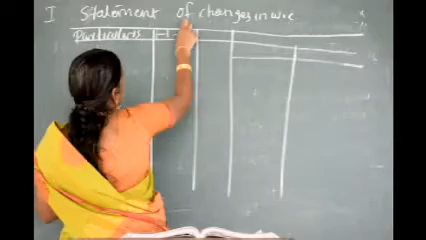 I Statement of changes in w.c
Particulars